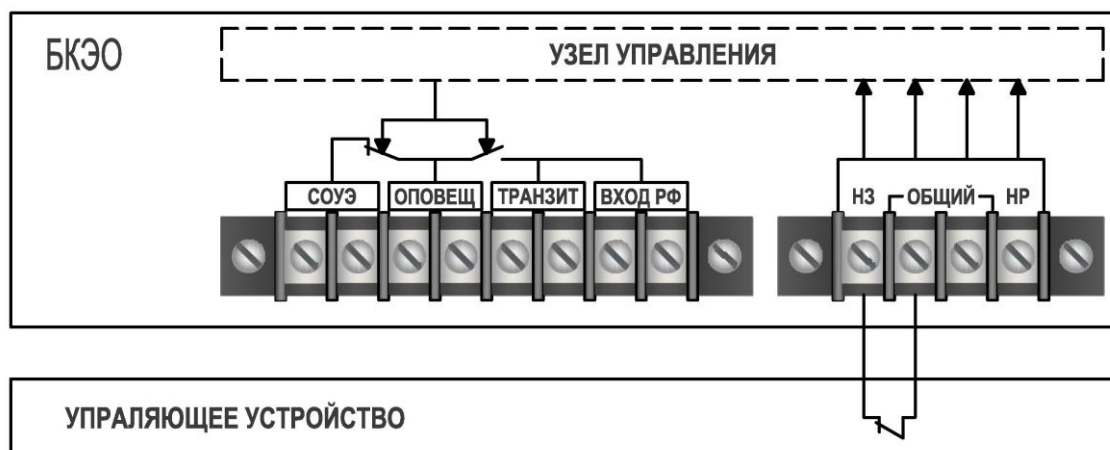 БКЭО
УЗЕЛ УПРАВЛЕНИЯ
СОУЭ ОПОВЕЩ ТРАНЗИТ ВХОД РФ НЗ ОБЩИЙ НР
УПРАЛЯЮЩЕЕ УСТРОЙСТВО